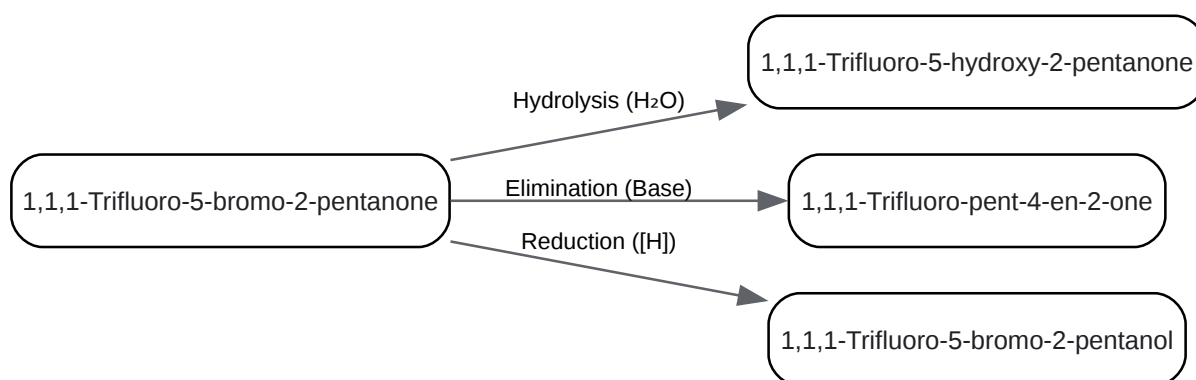 1,1,1-Trifluoro-5-hydroxy-2-pentanone
Hydrolysis (H₂O)
1,1,1-Trifluoro-5-bromo-2-pentanone
Elimination (Base)
1,1,1-Trifluoro-pent-4-en-2-one
Reduction ([H])
1,1,1-Trifluoro-5-bromo-2-pentanol